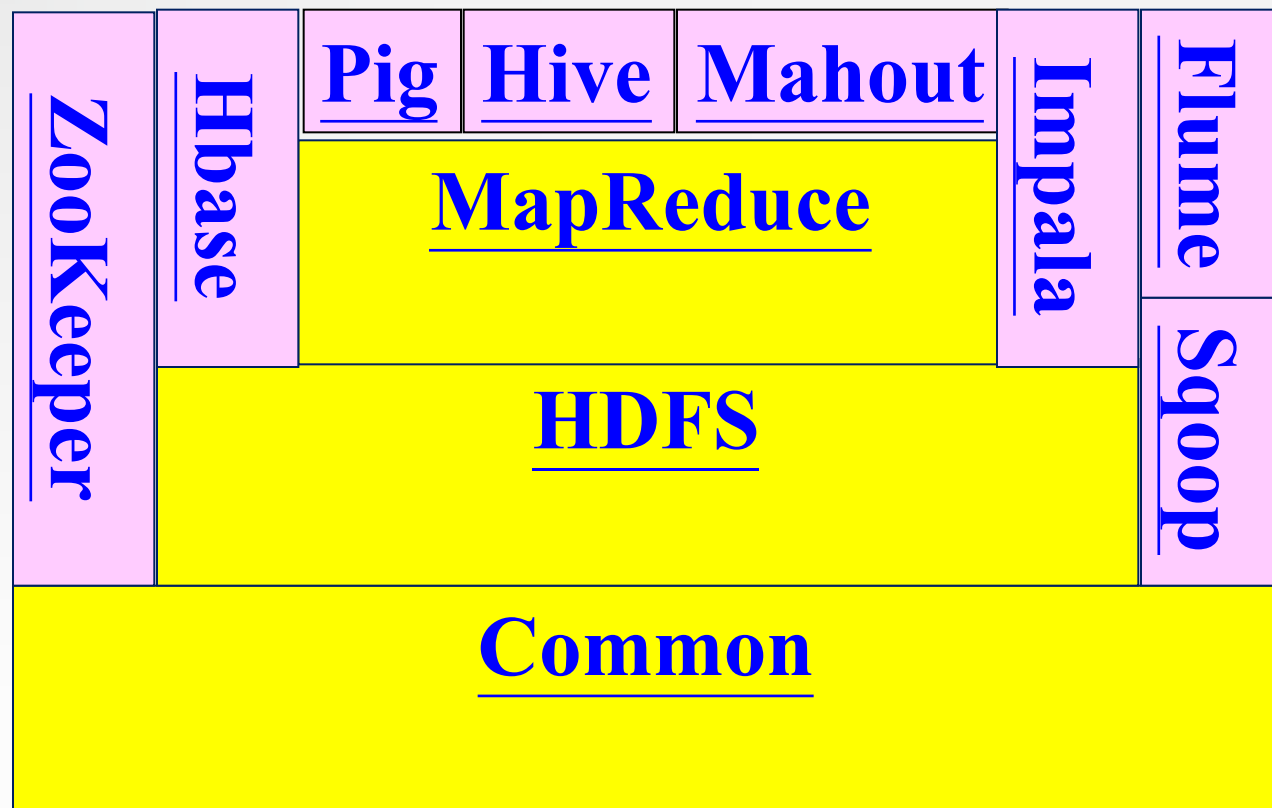 ZooKeeper
Hbase
Pig
Hive
Mahout
Impala
Flume
MapReduce
Sqoop
HDFS
Common